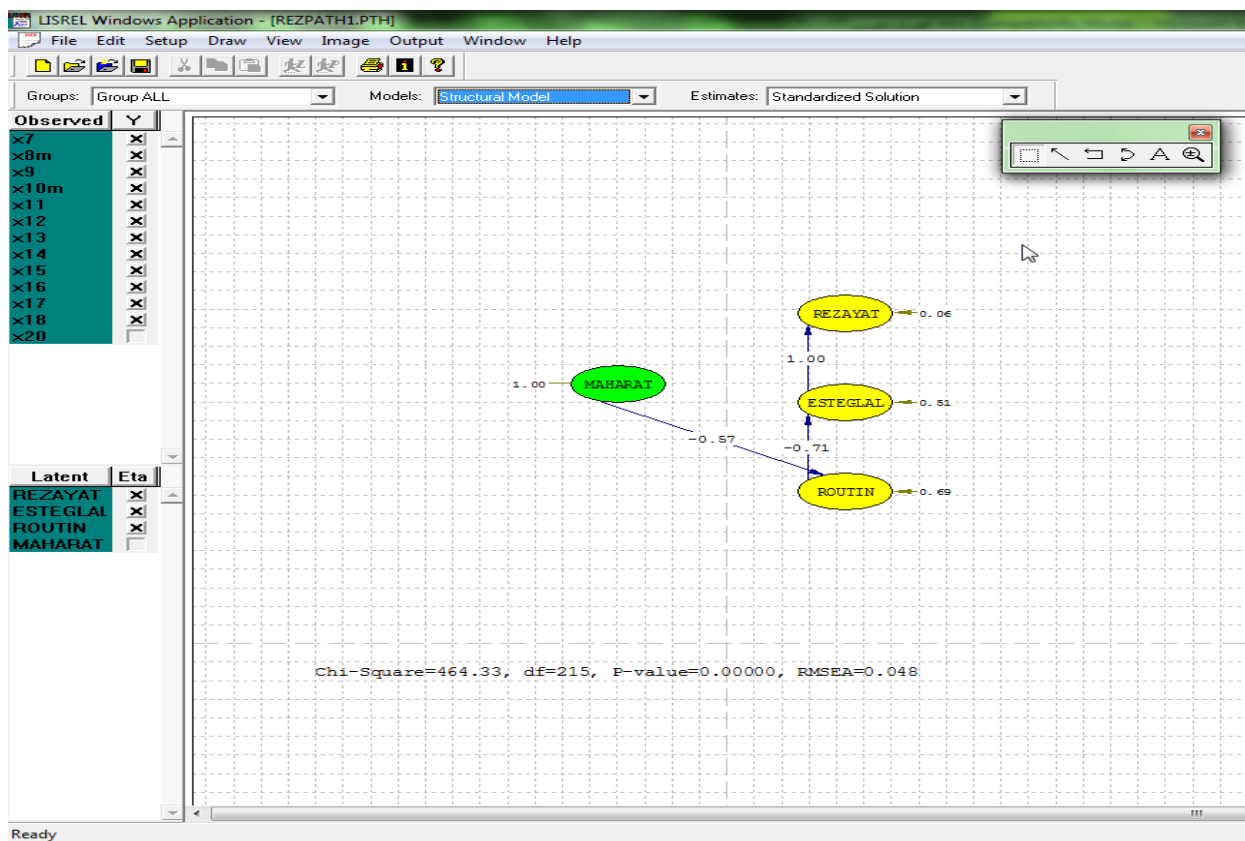 LISREL Windows Application - [REZPATH1.PTH]
File Edit Setup Draw View Image Output Window Help
Groups: Group ALL Models: Structural Model Estimates: Standardized Solution
Observed Y
x7
x8m
x9
x10m
x11
x12
x13
x14
x15
x16
x17
x18
x20
Latent Eta
REZAYAT
ESTEGLAL
ROUTIN
MAHARAT
REZAYAT 0.06
1.00
1.00 MAHARAT
ESTEGLAL 0.51
-0.57
-0.71
ROUTIN 0.69
Chi-Square=464.33, df=215, P-value=0.00000, RMSEA=0.048
Ready